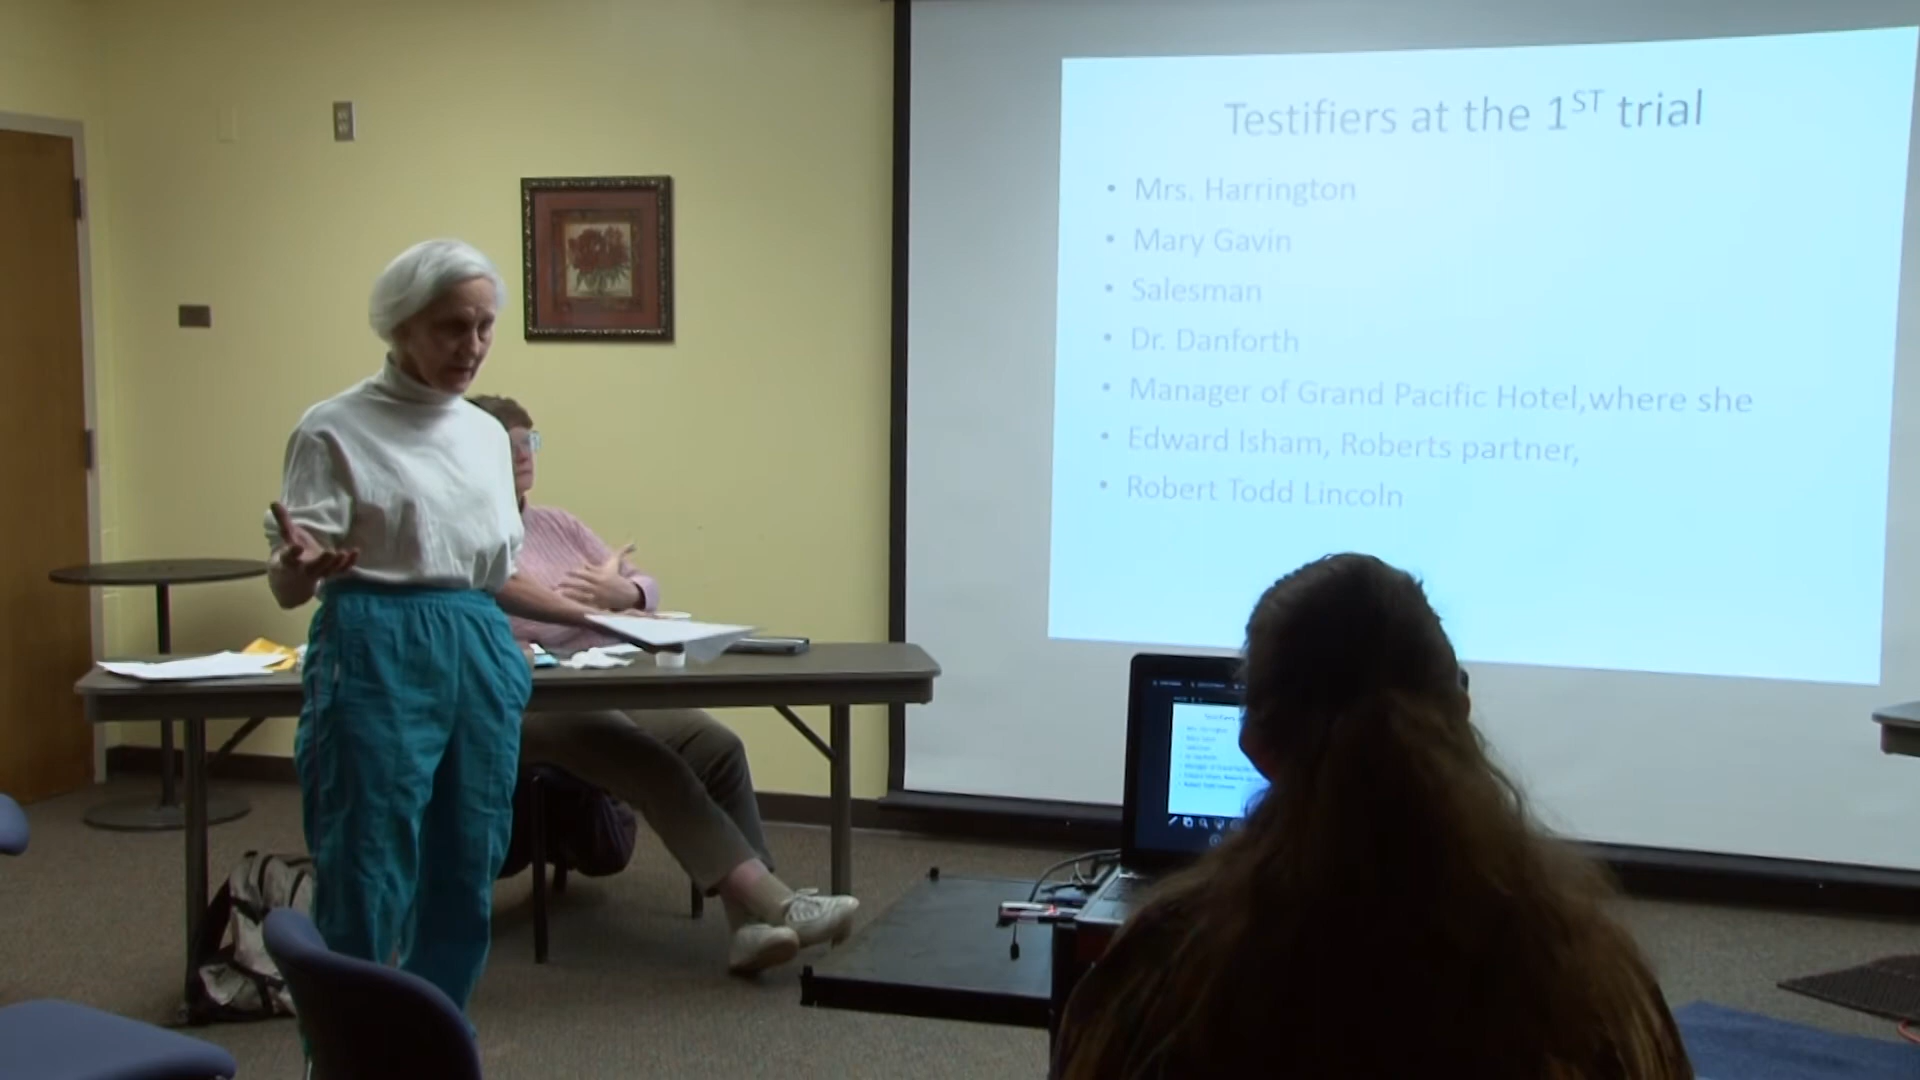 Testifiers at the 1ST trial
• Mrs. Harrington
• Mary Gavin
• Salesman
• Dr. Danforth
• Manager of Grand Pacific Hotel,where she
• Edward Isham, Roberts partner,
• Robert Todd Lincoln